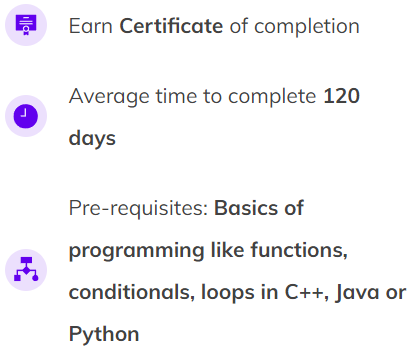 Earn Certificate of completion
Average time to complete 120
days
Pre-requisites: Basics of
programming like functions,
conditionals, loops in C++, Java or
Python